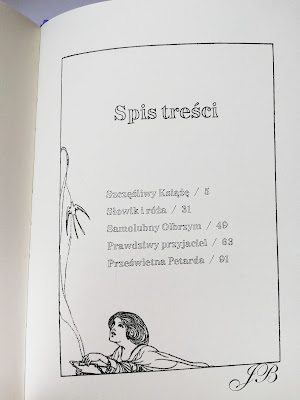 Spis treści
Szczęśliwy Książę / 5
Słowik i róża / 31
Samolubny Olbrzym / 49
Prawdziwy przyjaciel / 63
Prześwietna Petarda / 91
JB